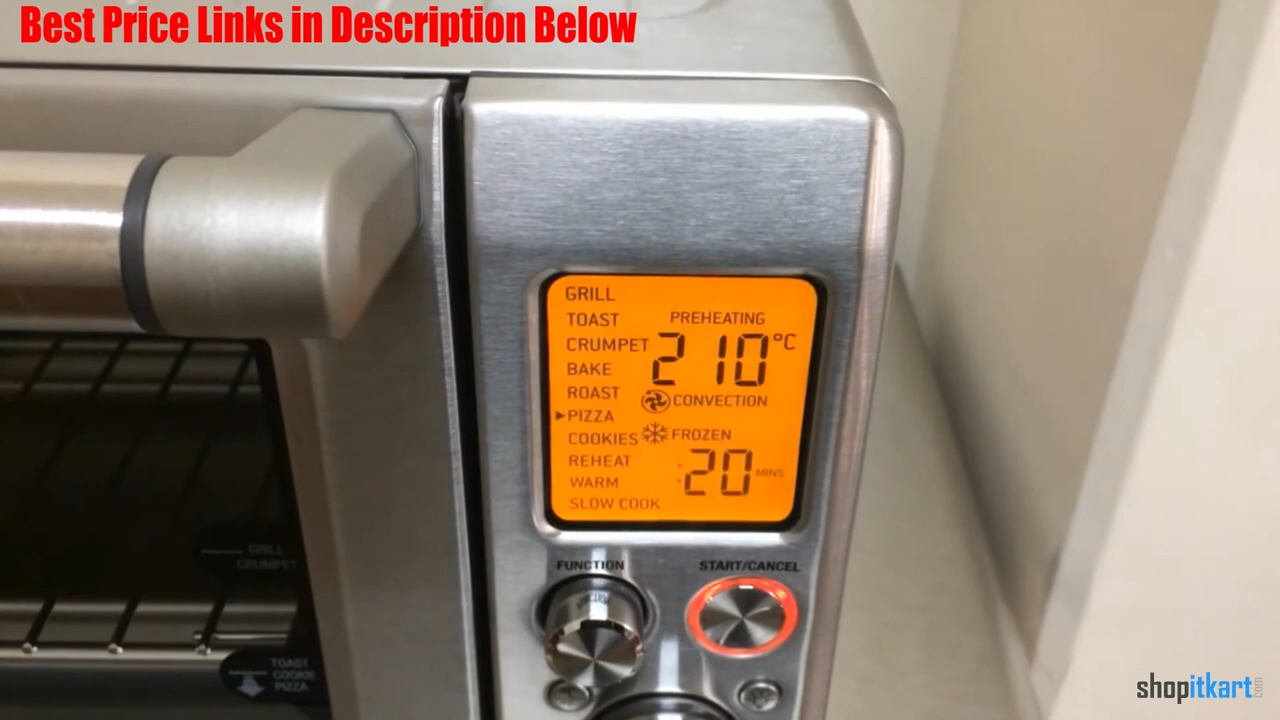 Best Price Links in Description Below
GRILL
TOAST
PREHEATING
CRUMPET
210°C
BAKE
ROAST
CONVECTION
PIZZA
COOKIES
FROZEN
REHEAT
:20 MINS
WARM
SLOW COOK
FUNCTION
START/CANCEL
GRILL
CRUMPET
TOAST
COOKIE
PIZZA
shopitkart.com